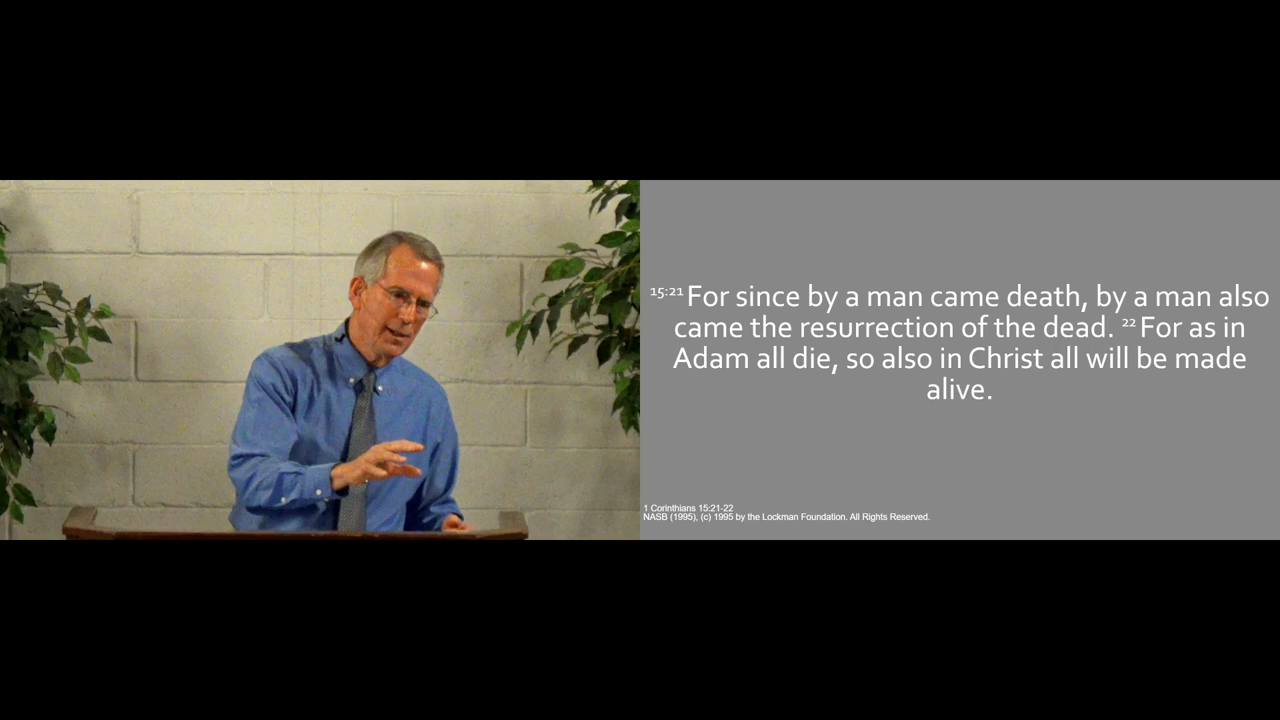 15:21 For since by a man came death, by a man also
came the resurrection of the dead. 22 For as in
Adam all die, so also in Christ all will be made
alive.
1 Corinthians 15:21-22
NASB (1995), (c) 1995 by the Lockman Foundation. All Rights Reserved.